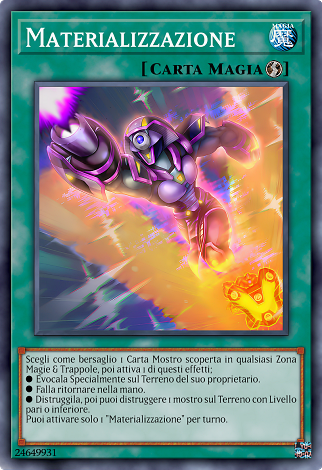 Materializzazione
MAGIA
[Carta Magia]
Scegli come bersaglio 1 Carta Mostro scoperta in qualsiasi Zona
Magie & Trappole, poi attiva 1 di questi effetti;
● Evocala Specialmente sul Terreno del suo proprietario.
● Falla ritornare nella mano.
● Distruggila, poi puoi distruggere 1 mostro sul Terreno con Livello
pari o inferiore.
Puoi attivare solo 1 "Materializzazione" per turno.
24649931